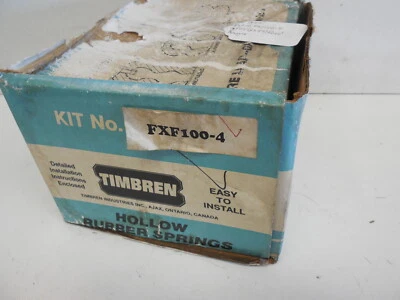 KIT No.
FXF100-4
Detailed
Installation
Instructions
Enclosed
TIMBREN
EASY
TO
INSTALL
TIMBREN INDUSTRIES INC., AJAX, ONTARIO, CANADA
HOLLOW
RUBBER SPRINGS